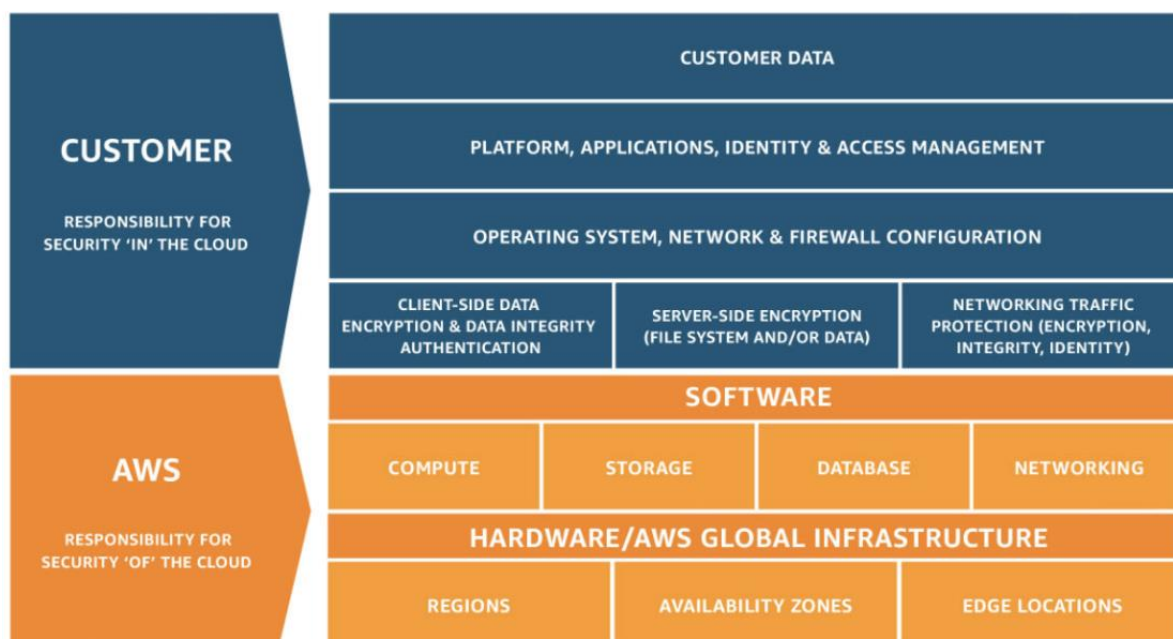 CUSTOMER
RESPONSIBILITY FOR
SECURITY ‘IN’ THE CLOUD
CUSTOMER DATA
PLATFORM, APPLICATIONS, IDENTITY & ACCESS MANAGEMENT
OPERATING SYSTEM, NETWORK & FIREWALL CONFIGURATION
CLIENT-SIDE DATA
ENCRYPTION & DATA INTEGRITY
AUTHENTICATION
SERVER-SIDE ENCRYPTION
(FILE SYSTEM AND/OR DATA)
NETWORKING TRAFFIC
PROTECTION (ENCRYPTION,
INTEGRITY, IDENTITY)
AWS
RESPONSIBILITY FOR
SECURITY ‘OF’ THE CLOUD
SOFTWARE
COMPUTE
STORAGE
DATABASE
NETWORKING
HARDWARE/AWS GLOBAL INFRASTRUCTURE
REGIONS
AVAILABILITY ZONES
EDGE LOCATIONS